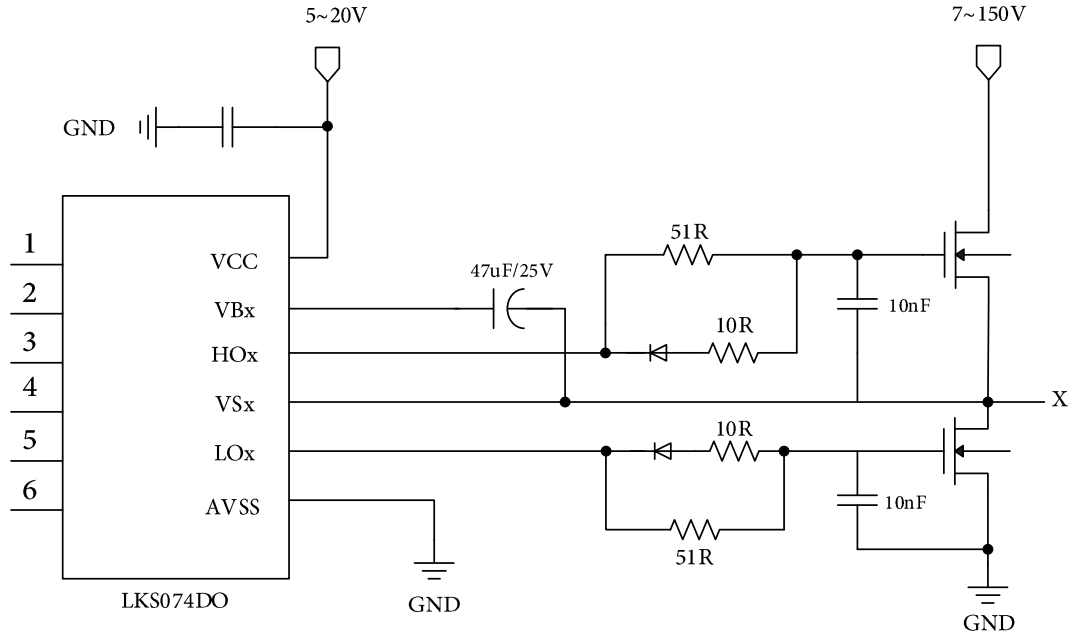 5~20V
7~150V
GND
1
2
3
4
5
6
VCC
VBx
HOx
VSx
LOx
AVSS
47uF/25V
51R
10R
10nF
X
10R
10nF
51R
LKS074DO
GND
GND